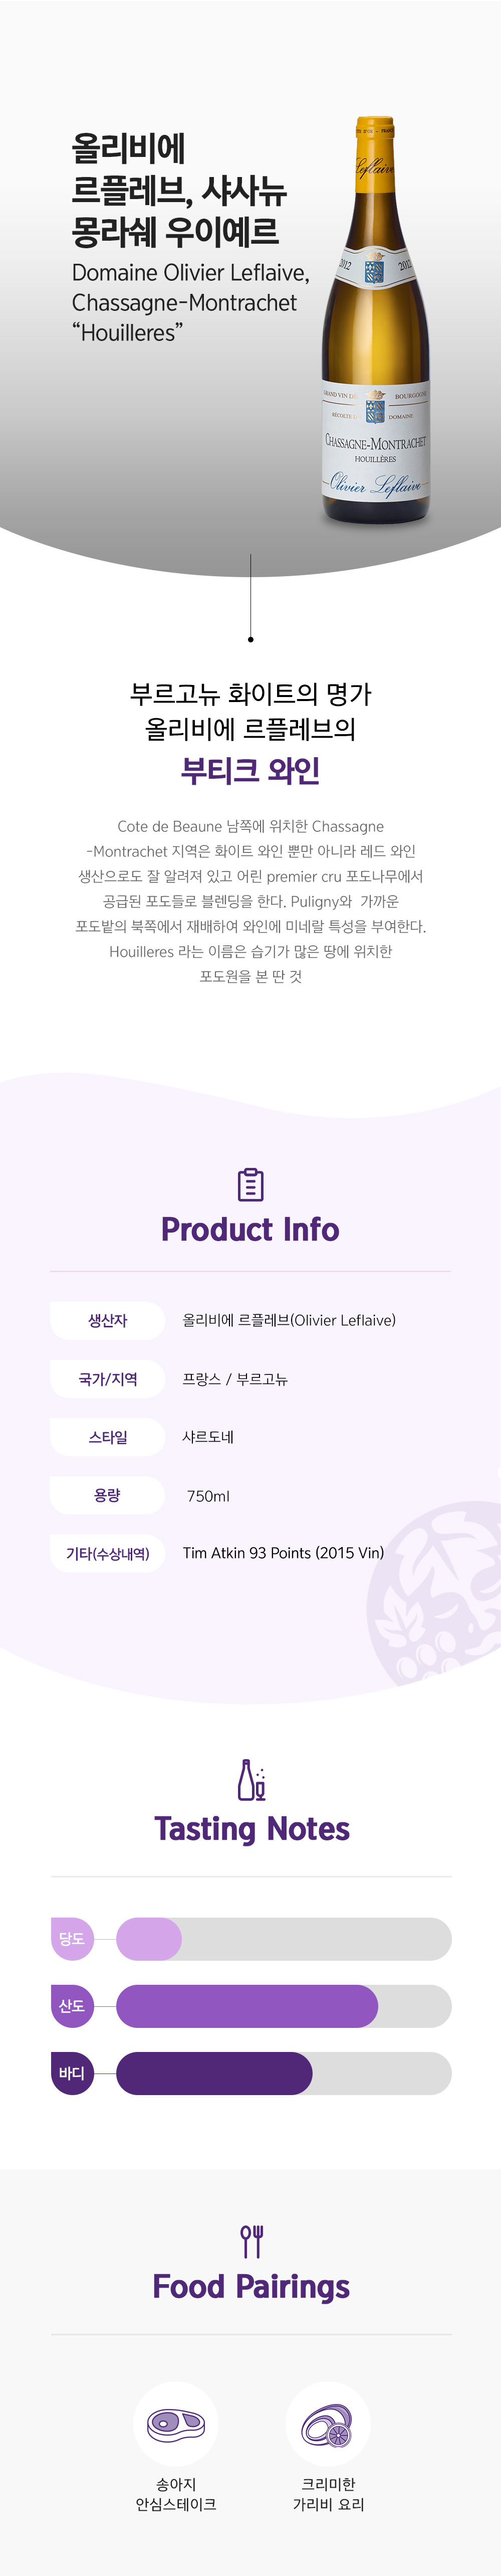 올리비에
르플레브, 샤사뉴
몽라쉐 우이예르
Domaine Olivier Leflaive,
Chassagne-Montrachet
“Houilleres”
Leflaive
2012
2012
GRAND VIN DE BOURGOGNE
RÉCOLTE DU DOMAINE
CHASSAGNE-MONTRACHET
HOUILLÈRES
Olivier Leflaive
부르고뉴 화이트의 명가
올리비에 르플레브의
부티크 와인
Cote de Beaune 남쪽에 위치한 Chassagne
-Montrachet 지역은 화이트 와인 뿐만 아니라 레드 와인
생산으로도 잘 알려져 있고 어린 premier cru 포도나무에서
공급된 포도들로 블렌딩을 한다. Puligny와 가까운
포도밭의 북쪽에서 재배하여 와인에 미네랄 특성을 부여한다.
Houilleres 라는 이름은 습기가 많은 땅에 위치한
포도원을 본 딴 것
Product Info
생산자 올리비에 르플레브(Olivier Leflaive)
국가/지역 프랑스 / 부르고뉴
스타일 샤르도네
용량 750ml
기타(수상내역) Tim Atkin 93 Points (2015 Vin)
Tasting Notes
당도
산도
바디
Food Pairings
송아지
안심스테이크
크리미한
가리비 요리